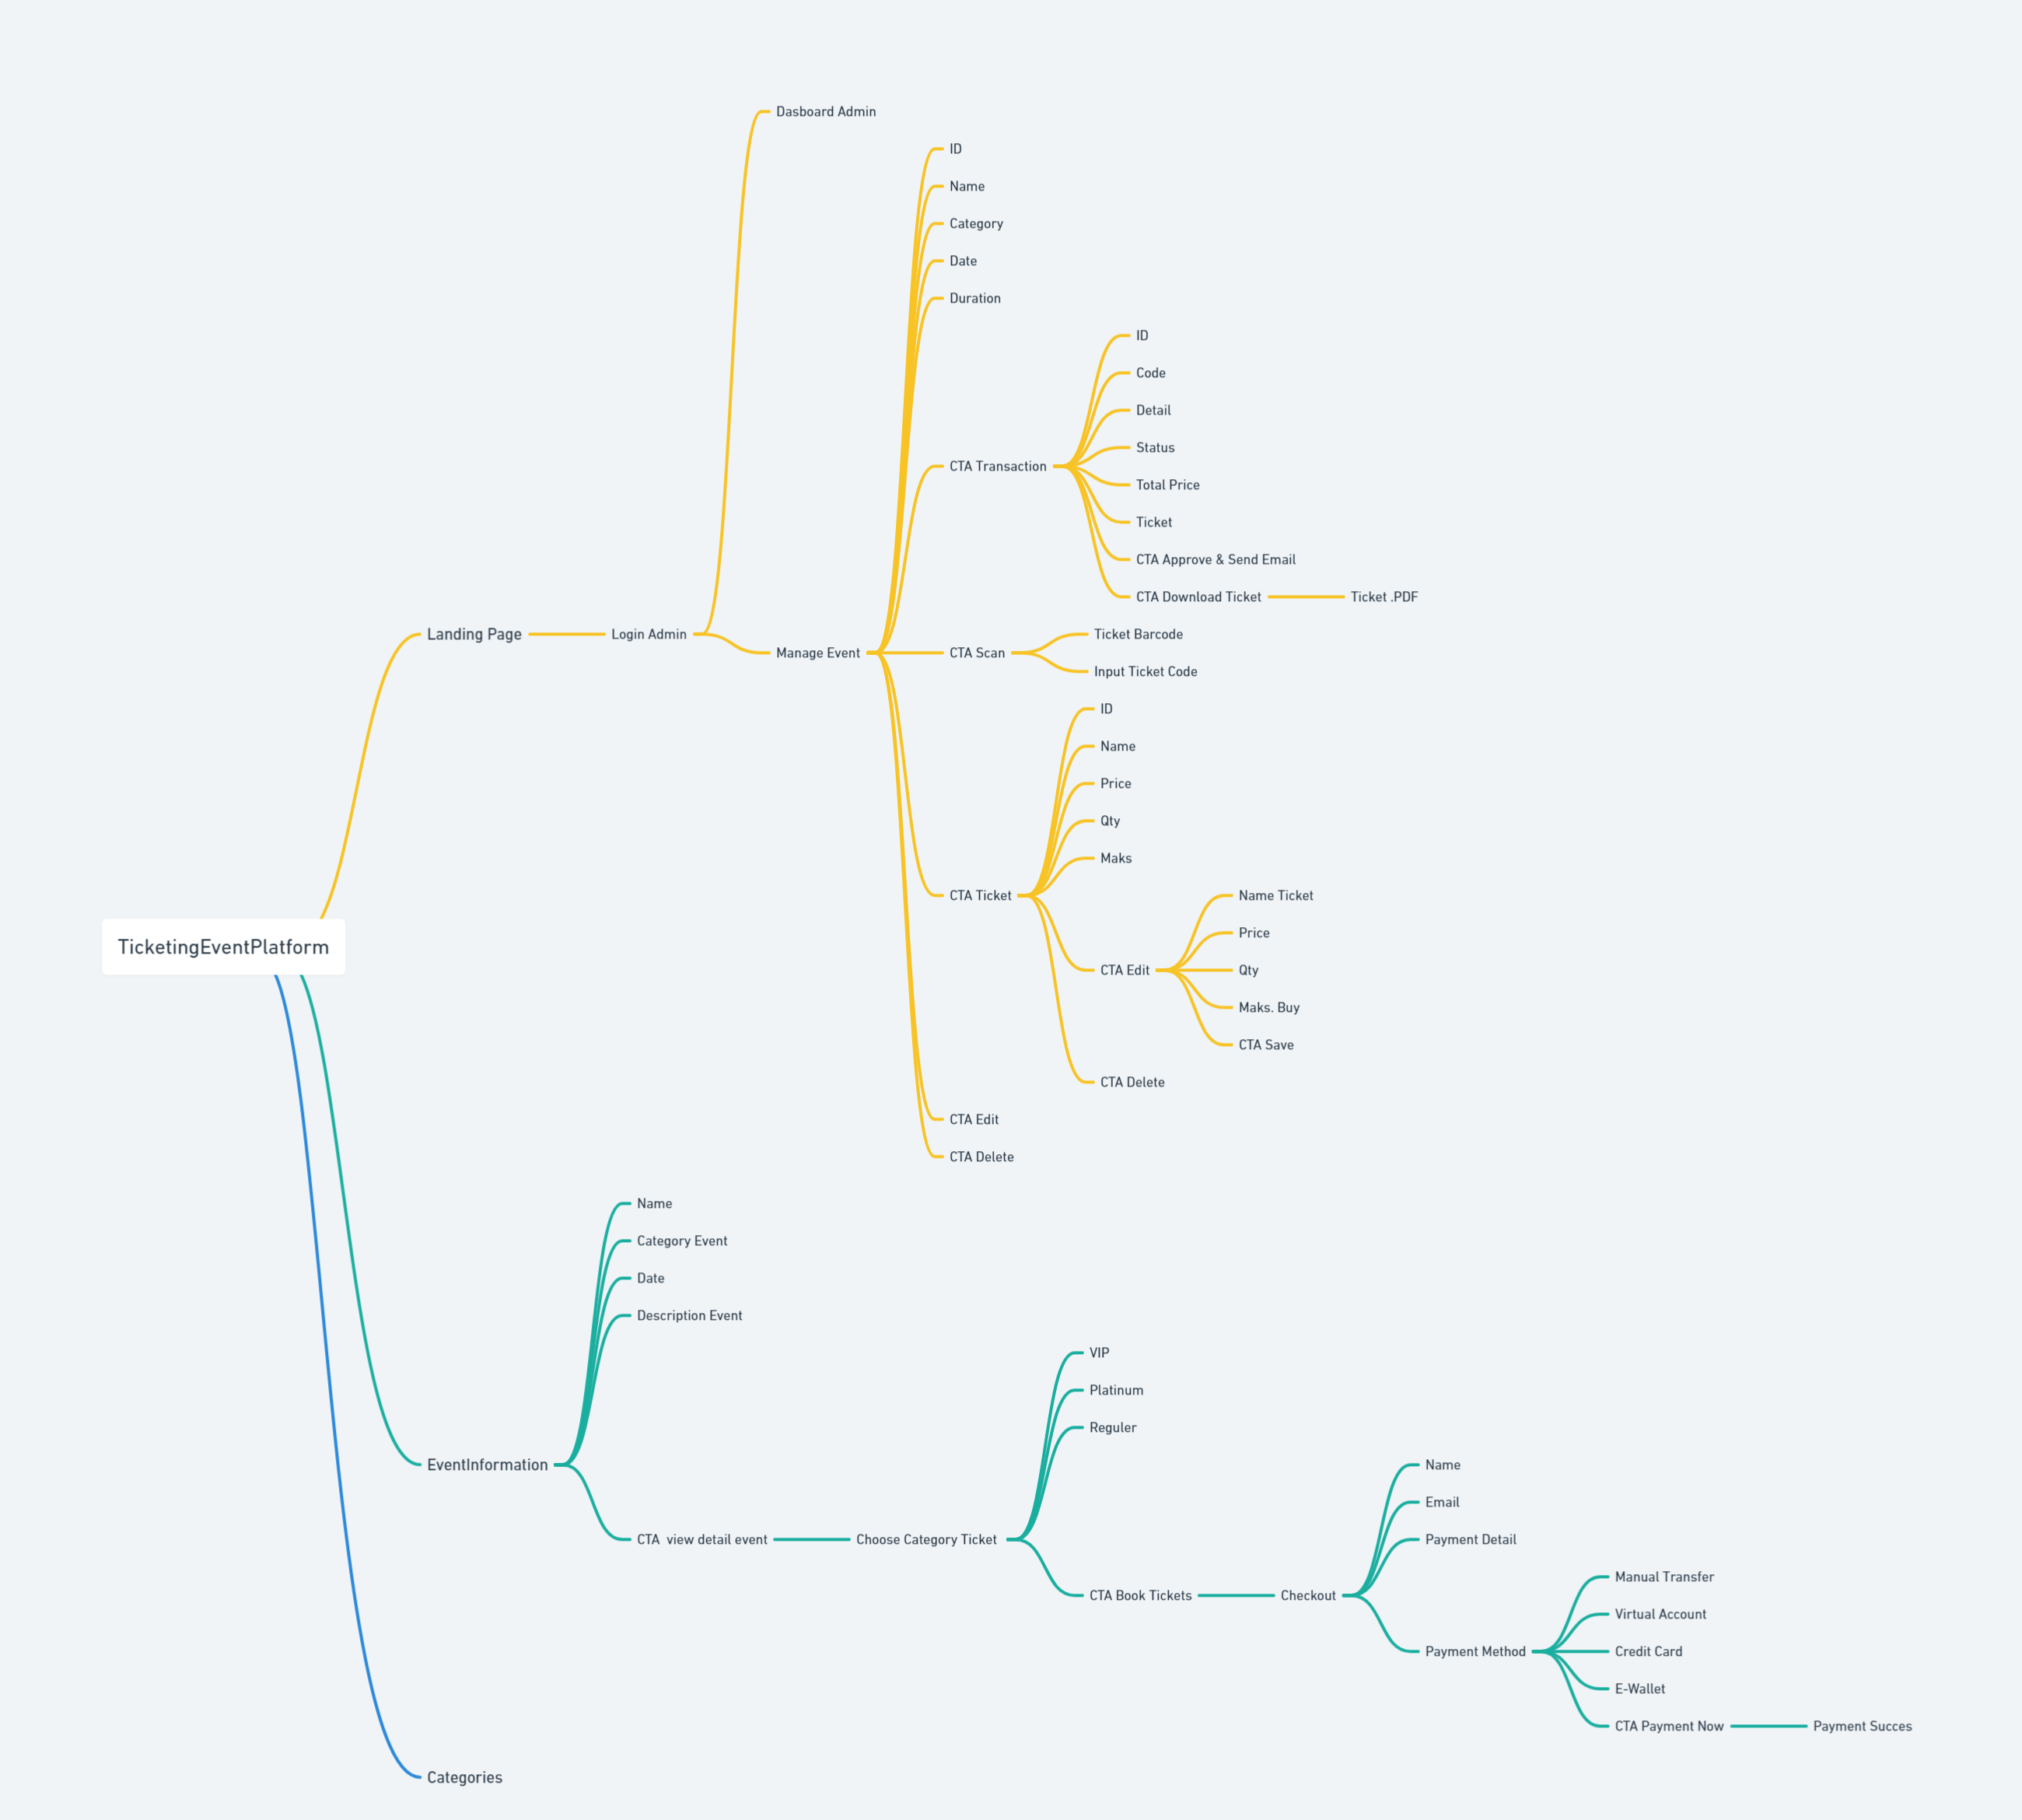 Dasboard Admin
ID
Name
Category
Date
Duration
ID
Code
Detail
Status
CTA Transaction
Total Price
Ticket
CTA Approve & Send Email
CTA Download Ticket
Ticket .PDF
Landing Page
Login Admin
Ticket Barcode
Manage Event
CTA Scan
Input Ticket Code
ID
Name
Price
Qty
Maks
CTA Ticket
Name Ticket
Price
TicketingEventPlatform
CTA Edit
Qty
Maks. Buy
CTA Save
CTA Delete
CTA Edit
CTA Delete
Name
Category Event
Date
Description Event
VIP
Platinum
Reguler
EventInformation
Name
Email
CTA  view detail event
Choose Category Ticket
Payment Detail
Manual Transfer
CTA Book Tickets
Checkout
Virtual Account
Payment Method
Credit Card
E-Wallet
CTA Payment Now
Payment Succes
Categories